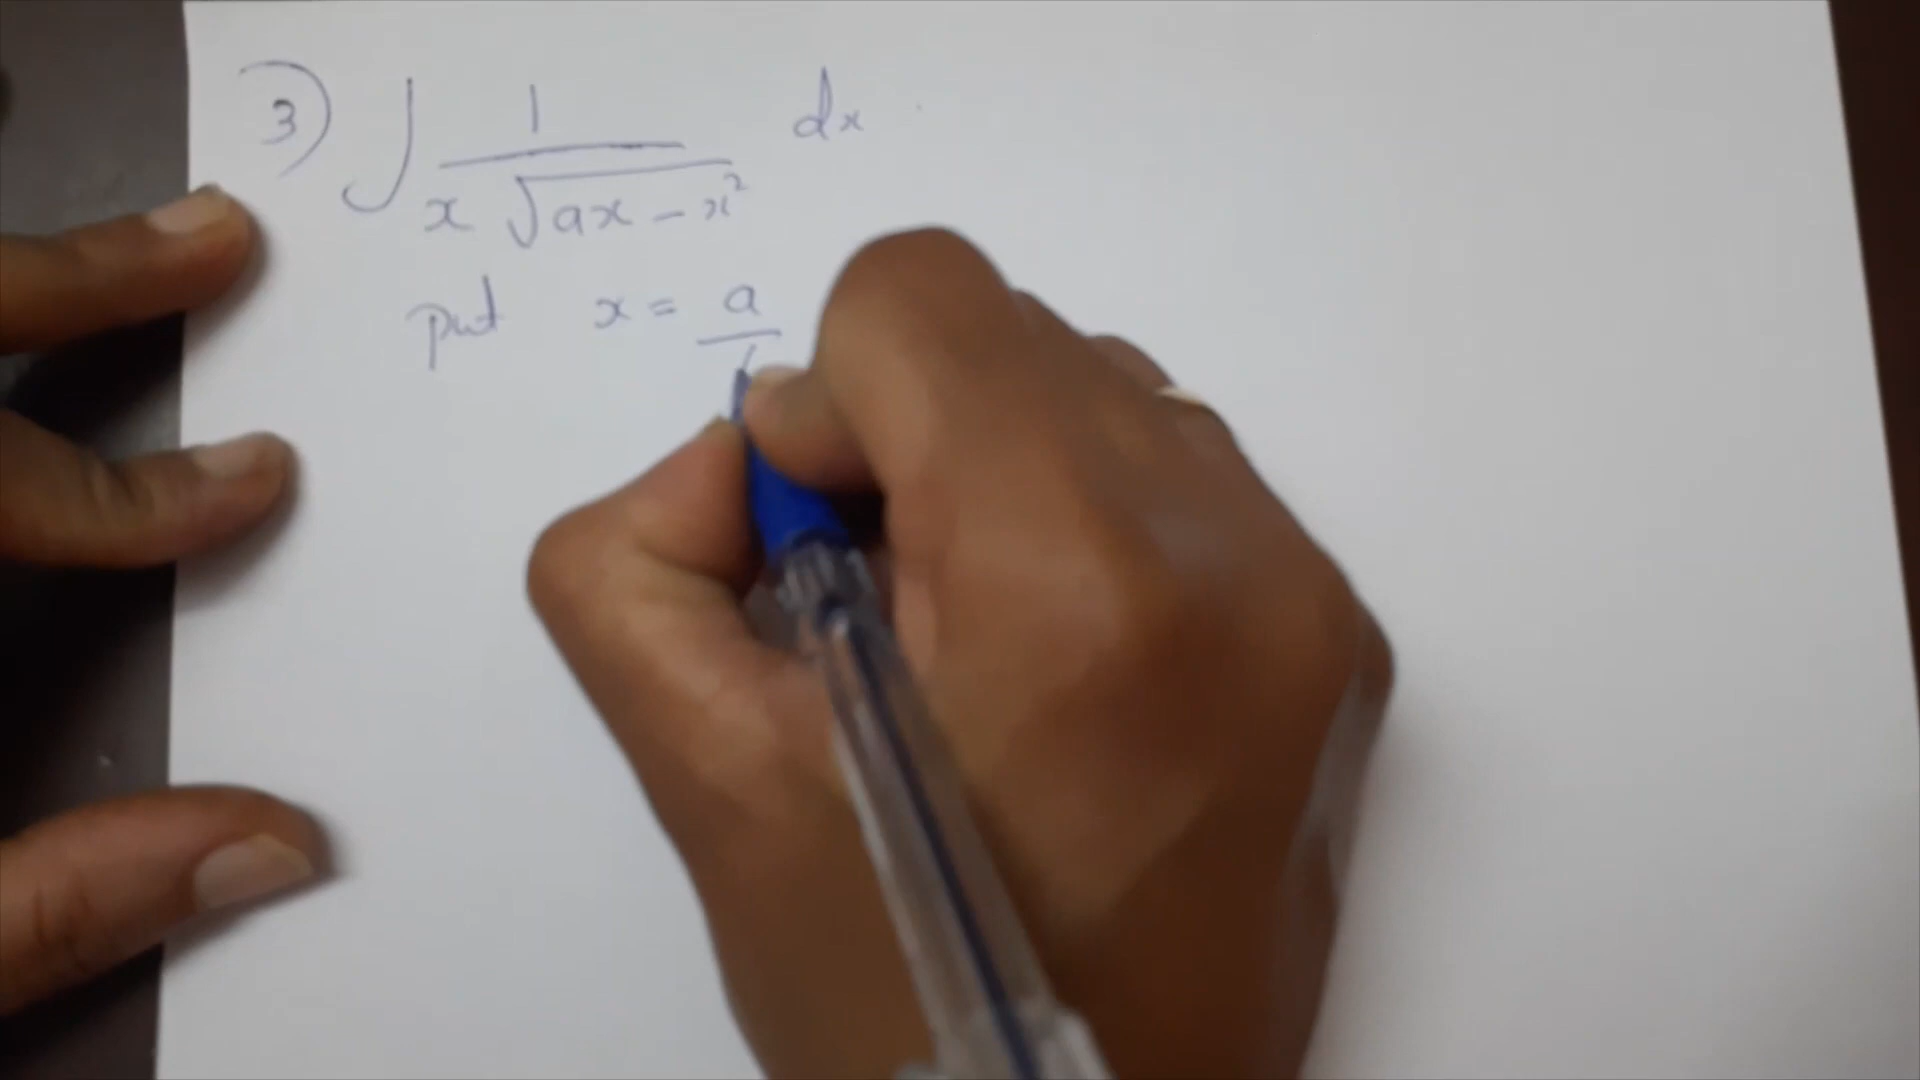 3) ∫ 1 / (x √(ax - x²)) dx
put x = a /